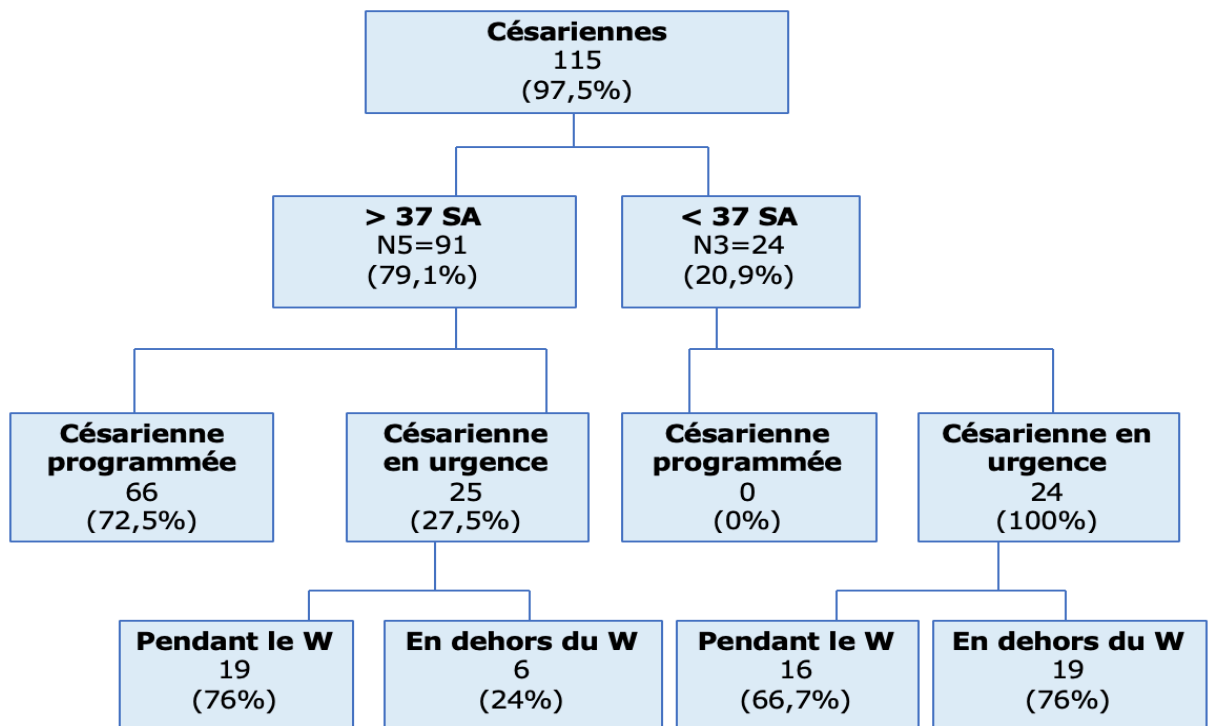 Césariennes
115
(97,5%)
> 37 SA
N5=91
(79,1%)
< 37 SA
N3=24
(20,9%)
Césarienne
programmée
66
(72,5%)
Césarienne
en urgence
25
(27,5%)
Césarienne
programmée
0
(0%)
Césarienne en
urgence
24
(100%)
Pendant le W
19
(76%)
En dehors du W
6
(24%)
Pendant le W
16
(66,7%)
En dehors du W
19
(76%)